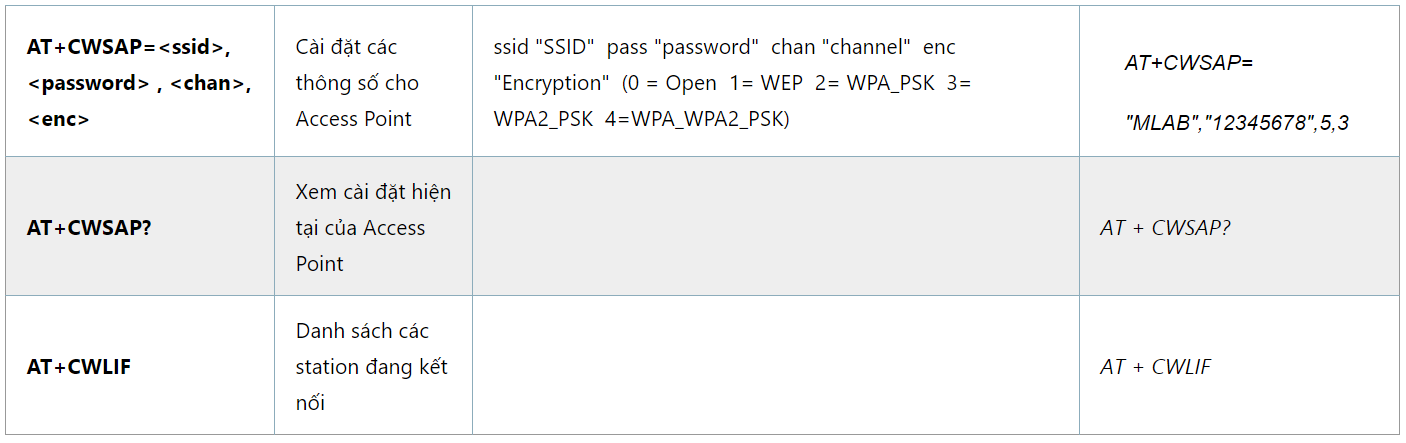 AT+CWSAP=<ssid>,
<password> , <chan>,
<enc>
Cài đặt các
thông số cho
Access Point
ssid "SSID"  pass "password"  chan "channel"  enc
"Encryption"  (0 = Open  1= WEP  2= WPA_PSK  3=
WPA2_PSK  4=WPA_WPA2_PSK)
AT+CWSAP=
"MLAB","12345678",5,3
AT+CWSAP?
Xem cài đặt hiện
tại của Access
Point
AT + CWSAP?
AT+CWLIF
Danh sách các
station đang kết
nối
AT + CWLIF